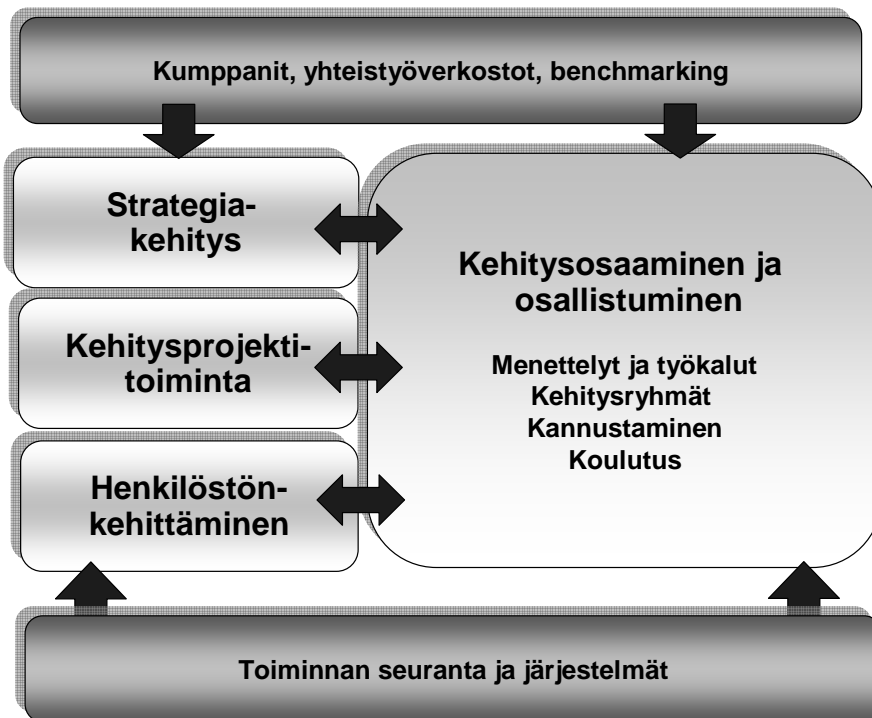 Kumppanit, yhteistyöverkostot, benchmarking
Strategia-
kehitys
Kehitysprojekti-
toiminta
Henkilöstön-
kehittäminen
Kehitysosaaminen ja
osallistuminen
Menettelyt ja työkalut
Kehitysryhmät
Kannustaminen
Koulutus
Toiminnan seuranta ja järjestelmät